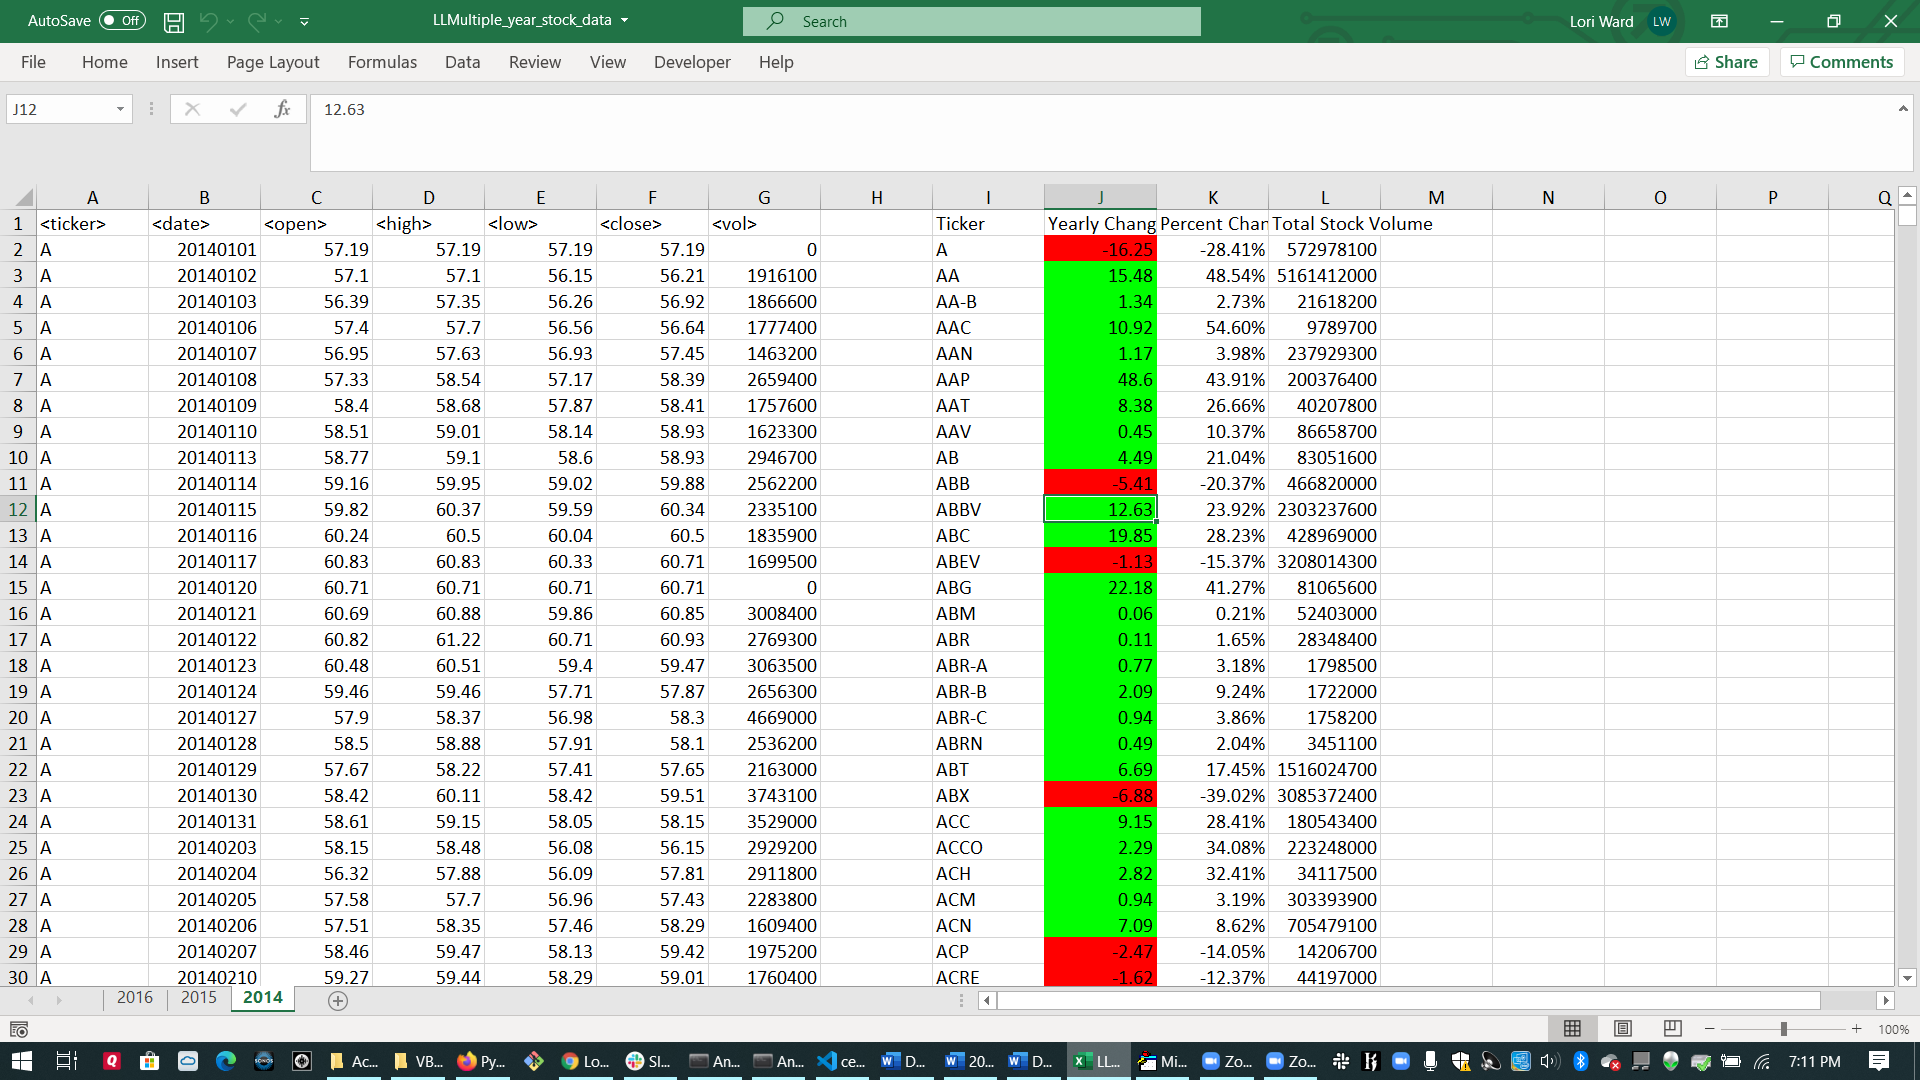 AutoSave Off LLMultiple_year_stock_data Search Lori Ward LW
File Home Insert Page Layout Formulas Data Review View Developer Help Share Comments
J12 fx 12.63
A B C D E F G H I J K L M N O P Q
1 <ticker> <date> <open> <high> <low> <close> <vol> Ticker Yearly Chang Percent Char Total Stock Volume
2 A 20140101 57.19 57.19 57.19 57.19 0 A -16.25 -28.41% 572978100
3 A 20140102 57.1 57.1 56.15 56.21 1916100 AA 15.48 48.54% 5161412000
4 A 20140103 56.39 57.35 56.26 56.92 1866600 AA-B 1.34 2.73% 21618200
5 A 20140106 57.4 57.7 56.56 56.64 1777400 AAC 10.92 54.60% 9789700
6 A 20140107 56.95 57.63 56.93 57.45 1463200 AAN 1.17 3.98% 237929300
7 A 20140108 57.33 58.54 57.17 58.39 2659400 AAP 48.6 43.91% 200376400
8 A 20140109 58.4 58.68 57.87 58.41 1757600 AAT 8.38 26.66% 40207800
9 A 20140110 58.51 59.01 58.14 58.93 1623300 AAV 0.45 10.37% 86658700
10 A 20140113 58.77 59.1 58.6 58.93 2946700 AB 4.49 21.04% 83051600
11 A 20140114 59.16 59.95 59.02 59.88 2562200 ABB -5.41 -20.37% 466820000
12 A 20140115 59.82 60.37 59.59 60.34 2335100 ABBV 12.63 23.92% 2303237600
13 A 20140116 60.24 60.5 60.04 60.5 1835900 ABC 19.85 28.23% 428969000
14 A 20140117 60.83 60.83 60.33 60.71 1699500 ABEV -1.13 -15.37% 3208014300
15 A 20140120 60.71 60.71 60.71 60.71 0 ABG 22.18 41.27% 81065600
16 A 20140121 60.69 60.88 59.86 60.85 3008400 ABM 0.06 0.21% 52403000
17 A 20140122 60.82 61.22 60.71 60.93 2769300 ABR 0.11 1.65% 28348400
18 A 20140123 60.48 60.51 59.4 59.47 3063500 ABR-A 0.77 3.18% 1798500
19 A 20140124 59.46 59.46 57.71 57.87 2656300 ABR-B 2.09 9.24% 1722000
20 A 20140127 57.9 58.37 56.98 58.3 4669000 ABR-C 0.94 3.86% 1758200
21 A 20140128 58.5 58.88 57.91 58.1 2536200 ABRN 0.49 2.04% 3451100
22 A 20140129 57.67 58.22 57.41 57.65 2163000 ABT 6.69 17.45% 1516024700
23 A 20140130 58.42 60.11 58.42 59.51 3743100 ABX -6.88 -39.02% 3085372400
24 A 20140131 58.61 59.15 58.05 58.15 3529000 ACC 9.15 28.41% 180543400
25 A 20140203 58.15 58.48 56.08 56.15 2929200 ACCO 2.29 34.08% 223248000
26 A 20140204 56.32 57.88 56.09 57.81 2911800 ACH 2.82 32.41% 34117500
27 A 20140205 57.58 57.7 56.96 57.43 2283800 ACM 0.94 3.19% 303393900
28 A 20140206 57.51 58.35 57.46 58.29 1609400 ACN 7.09 8.62% 705479100
29 A 20140207 58.46 59.47 58.13 59.42 1975200 ACP -2.47 -14.05% 14206700
30 A 20140210 59.27 59.44 58.29 59.01 1760400 ACRE -1.62 -12.37% 44197000
2016 2015 2014
100%
Ac... VB... Py... Lo... Sl... An... An... ce... D... 20... D... LL... Mi... Zo... Zo... 7:11 PM